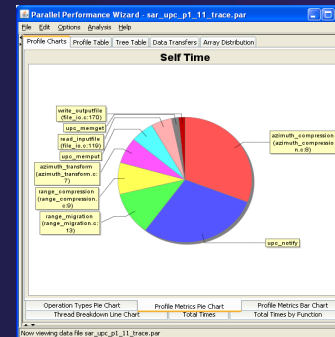 Parallel Performance Wizard - sar_upc_p1_11_trace.par
File Edit Options Analysis Help
Profile Charts Profile Table Tree Table Data Transfers Array Distribution
Self Time
write_outputfile
(file_io.c:170)
upc_memget
read_inputfile
(file_io.c:119)
upc_memput
azimuth_transform
(azimuth_transform.c:
7)
range_compression
(range_compression.
c:9)
range_migration
(range_migration.c:
13)
azimuth_compression
(azimuth_compressio
n.c:8)
upc_notify
Operation Types Pie Chart Profile Metrics Pie Chart Profile Metrics Bar Chart
Thread Breakdown Line Chart Total Times Total Times by Function
Now viewing data file sar_upc_p1_11_trace.par